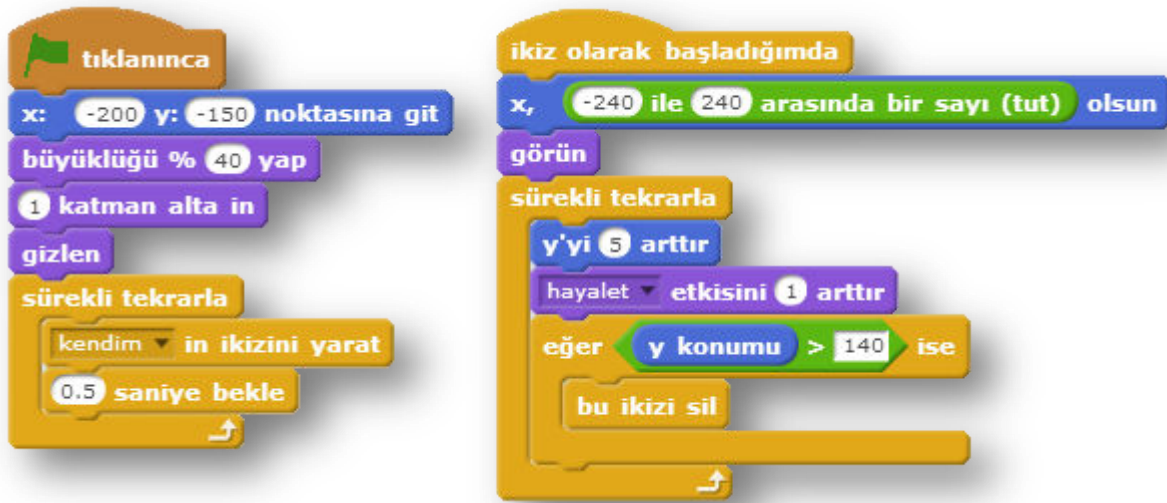 tıklanınca
x: -200 y: -150 noktasına git
büyüklüğü % 40 yap
1 katman alta in
gizlen
sürekli tekrarla
kendim in ikizini yarat
0.5 saniye bekle
ikiz olarak başladığımda
x, -240 ile 240 arasında bir sayı (tut) olsun
görün
sürekli tekrarla
y'yi 5 arttır
hayalet etkisini 1 arttır
eğer y konumu > 140 ise
bu ikizi sil